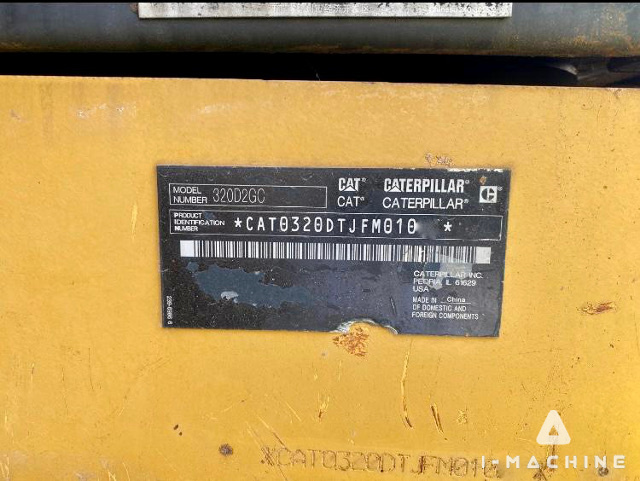 MODEL
NUMBER 320D2GC
CAT CATERPILLAR®
CAT® CATERPILLAR® C
PRODUCT
IDENTIFICATION
NUMBER *CAT0320DTJFM010 *
CATERPILLAR INC.
PEORIA, IL 61629
USA
MADE IN China
OF DOMESTIC AND
FOREIGN COMPONENTS
CAT0320DTJFM010
I-MACHINE